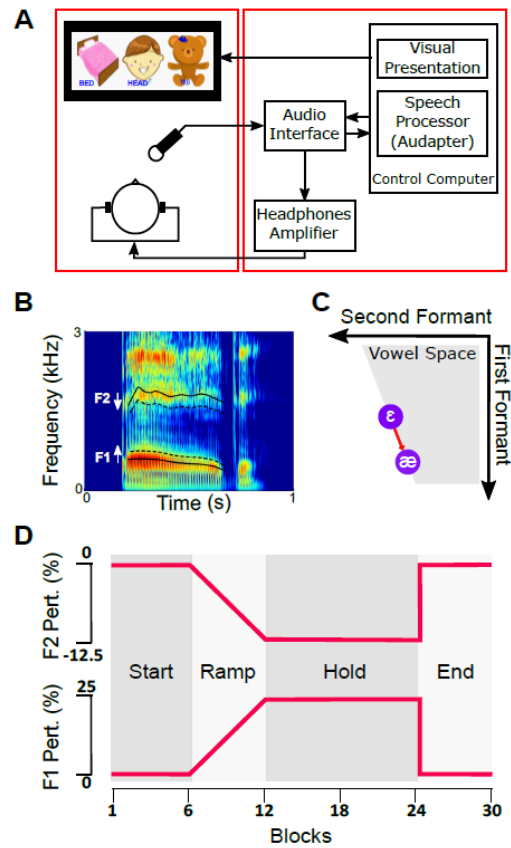 A
BED
HEAD
TED
Visual
Presentation
Audio
Interface
Speech
Processor
(Audapter)
Control Computer
Headphones
Amplifier
B
Frequency (kHz)
3
0
F2
F1
0
Time (s)
1
C
Second Formant
Vowel Space
First Formant
ε
æ
D
F2 Pert. (%)
0
-12.5
F1 Pert. (%)
25
0
Start
Ramp
Hold
End
1
6
12
18
24
30
Blocks